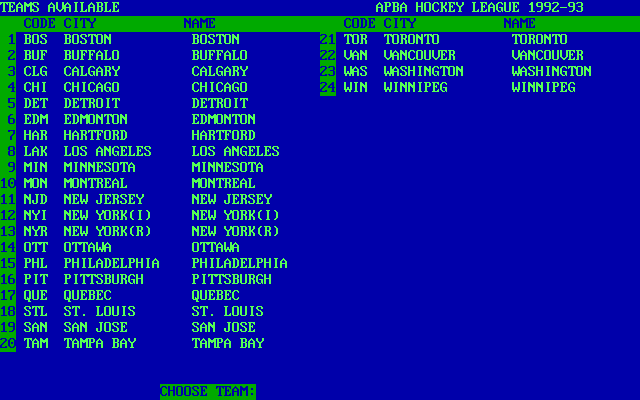 TEAMS AVAILABLE APBA HOCKEY LEAGUE 1992-93
CODE CITY NAME CODE CITY NAME
1 BOS BOSTON BOSTON 21 TOR TORONTO TORONTO
2 BUF BUFFALO BUFFALO 22 VAN VANCOUVER VANCOUVER
3 CLG CALGARY CALGARY 23 WAS WASHINGTON WASHINGTON
4 CHI CHICAGO CHICAGO 24 WIN WINNIPEG WINNIPEG
5 DET DETROIT DETROIT
6 EDM EDMONTON EDMONTON
7 HAR HARTFORD HARTFORD
8 LAK LOS ANGELES LOS ANGELES
9 MIN MINNESOTA MINNESOTA
10 MON MONTREAL MONTREAL
11 NJD NEW JERSEY NEW JERSEY
12 NYI NEW YORK(I) NEW YORK(I)
13 NYR NEW YORK(R) NEW YORK(R)
14 OTT OTTAWA OTTAWA
15 PHL PHILADELPHIA PHILADELPHIA
16 PIT PITTSBURGH PITTSBURGH
17 QUE QUEBEC QUEBEC
18 STL ST. LOUIS ST. LOUIS
19 SAN SAN JOSE SAN JOSE
20 TAM TAMPA BAY TAMPA BAY
CHOOSE TEAM: